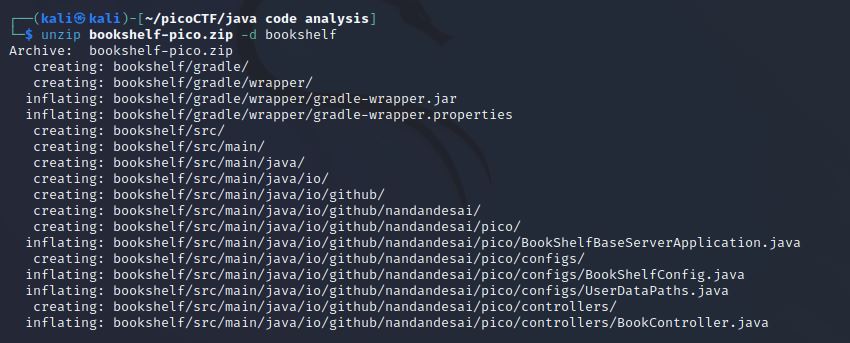 ┌──(kali㉿kali)-[~/picoCTF/java code analysis]
└─$ unzip bookshelf-pico.zip -d bookshelf
Archive:  bookshelf-pico.zip
   creating: bookshelf/gradle/
   creating: bookshelf/gradle/wrapper/
  inflating: bookshelf/gradle/wrapper/gradle-wrapper.jar
  inflating: bookshelf/gradle/wrapper/gradle-wrapper.properties
   creating: bookshelf/src/
   creating: bookshelf/src/main/
   creating: bookshelf/src/main/java/
   creating: bookshelf/src/main/java/io/
   creating: bookshelf/src/main/java/io/github/
   creating: bookshelf/src/main/java/io/github/nandandesai/
   creating: bookshelf/src/main/java/io/github/nandandesai/pico/
  inflating: bookshelf/src/main/java/io/github/nandandesai/pico/BookShelfBaseServerApplication.java
   creating: bookshelf/src/main/java/io/github/nandandesai/pico/configs/
  inflating: bookshelf/src/main/java/io/github/nandandesai/pico/configs/BookShelfConfig.java
  inflating: bookshelf/src/main/java/io/github/nandandesai/pico/configs/UserDataPaths.java
   creating: bookshelf/src/main/java/io/github/nandandesai/pico/controllers/
  inflating: bookshelf/src/main/java/io/github/nandandesai/pico/controllers/BookController.java